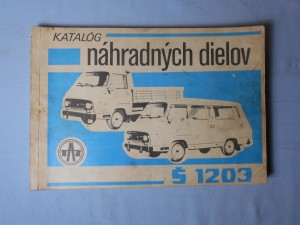 KATALÓG
náhradných dielov
Š 1203